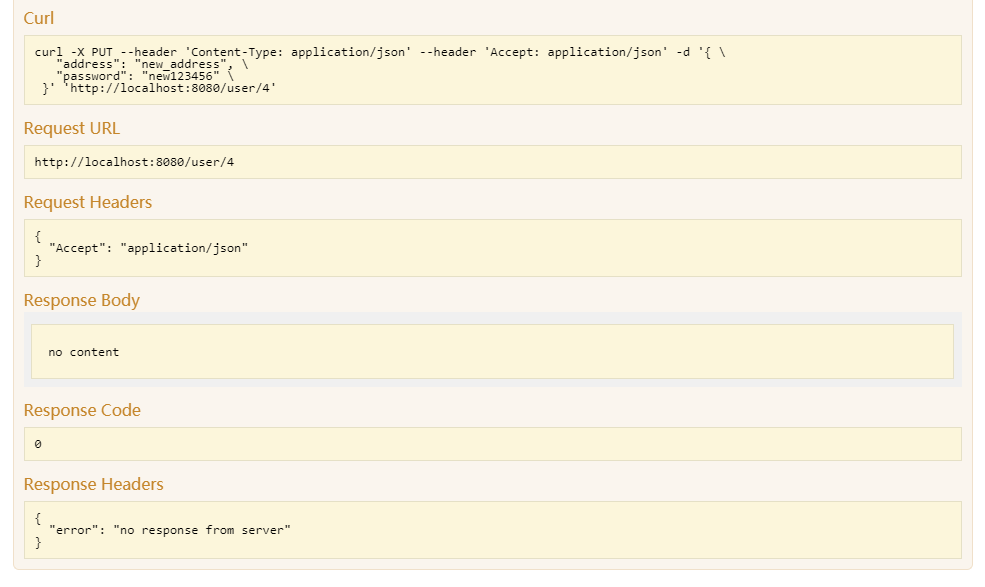 Curl
curl -X PUT --header 'Content-Type: application/json' --header 'Accept: application/json' -d '{ \
   "address": "new_address", \
   "password": "new123456" \
 }' 'http://localhost:8080/user/4'
Request URL
http://localhost:8080/user/4
Request Headers
{
  "Accept": "application/json"
}
Response Body
no content
Response Code
0
Response Headers
{
  "error": "no response from server"
}